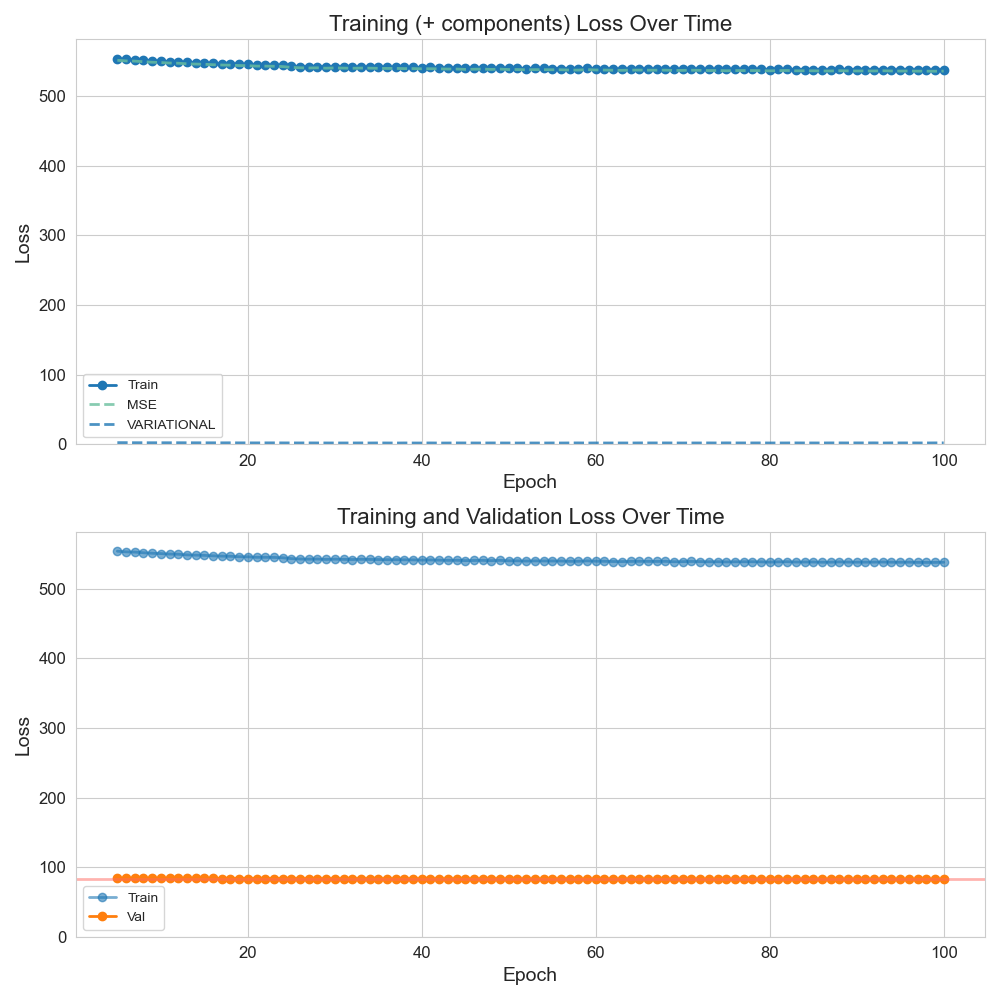 Training (+ components) Loss Over Time
500
400
300
200
100
0
Loss
Train
MSE
VARIATIONAL
20 40 60 80 100
Epoch
Training and Validation Loss Over Time
500
400
300
200
100
0
Loss
Train
Val
20 40 60 80 100
Epoch